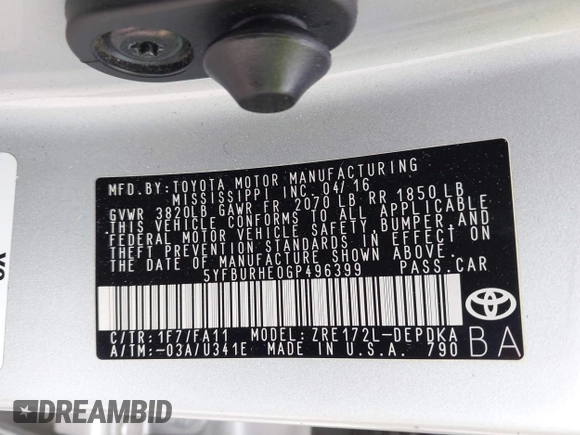 MFD.BY:TOYOTA MOTOR MANUFACTURING
MISSISSIPPI INC. 04/16
GVWR 3820LB GAWR FR 2070 LB RR 1850 LB
THIS VEHICLE CONFORMS TO ALL APPLICABLE
FEDERAL MOTOR VEHICLE SAFETY,BUMPER,AND
THEFT PREVENTION STANDARDS IN EFFECT ON
THE DATE OF MANUFACTURE SHOWN ABOVE.
5YFBURHE0GP496399 PASS.CAR
C/TR:1F7/FA11 MODEL:ZRE172L-DEPDKA
A/TM:-03A/U341E MADE IN U.S.A. 790
BA
DREAMBID